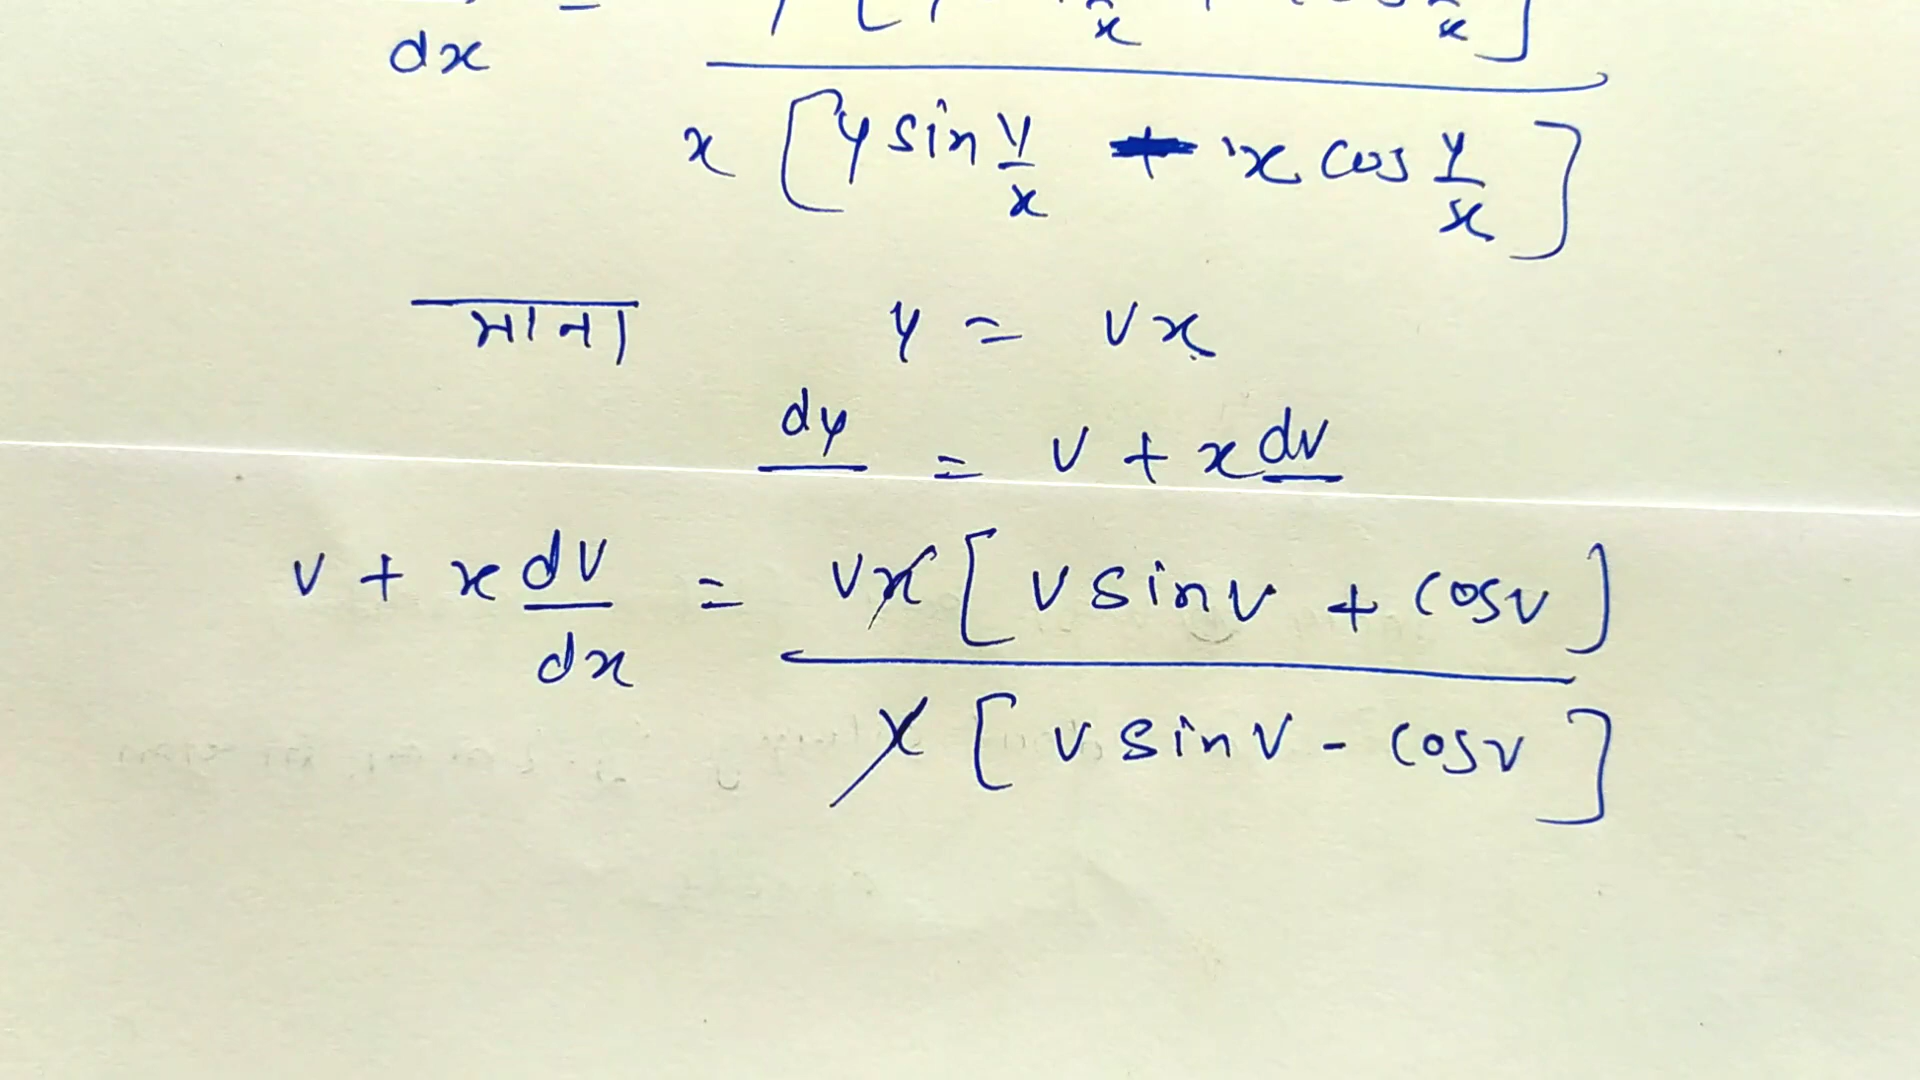 dx x x
x [ y sin y/x - x cos y/x ]
माना y = vx
dy = v + x dv
v + x dv/dx = vx [ v sin v + cos v ]
x [ v sin v - cos v ]